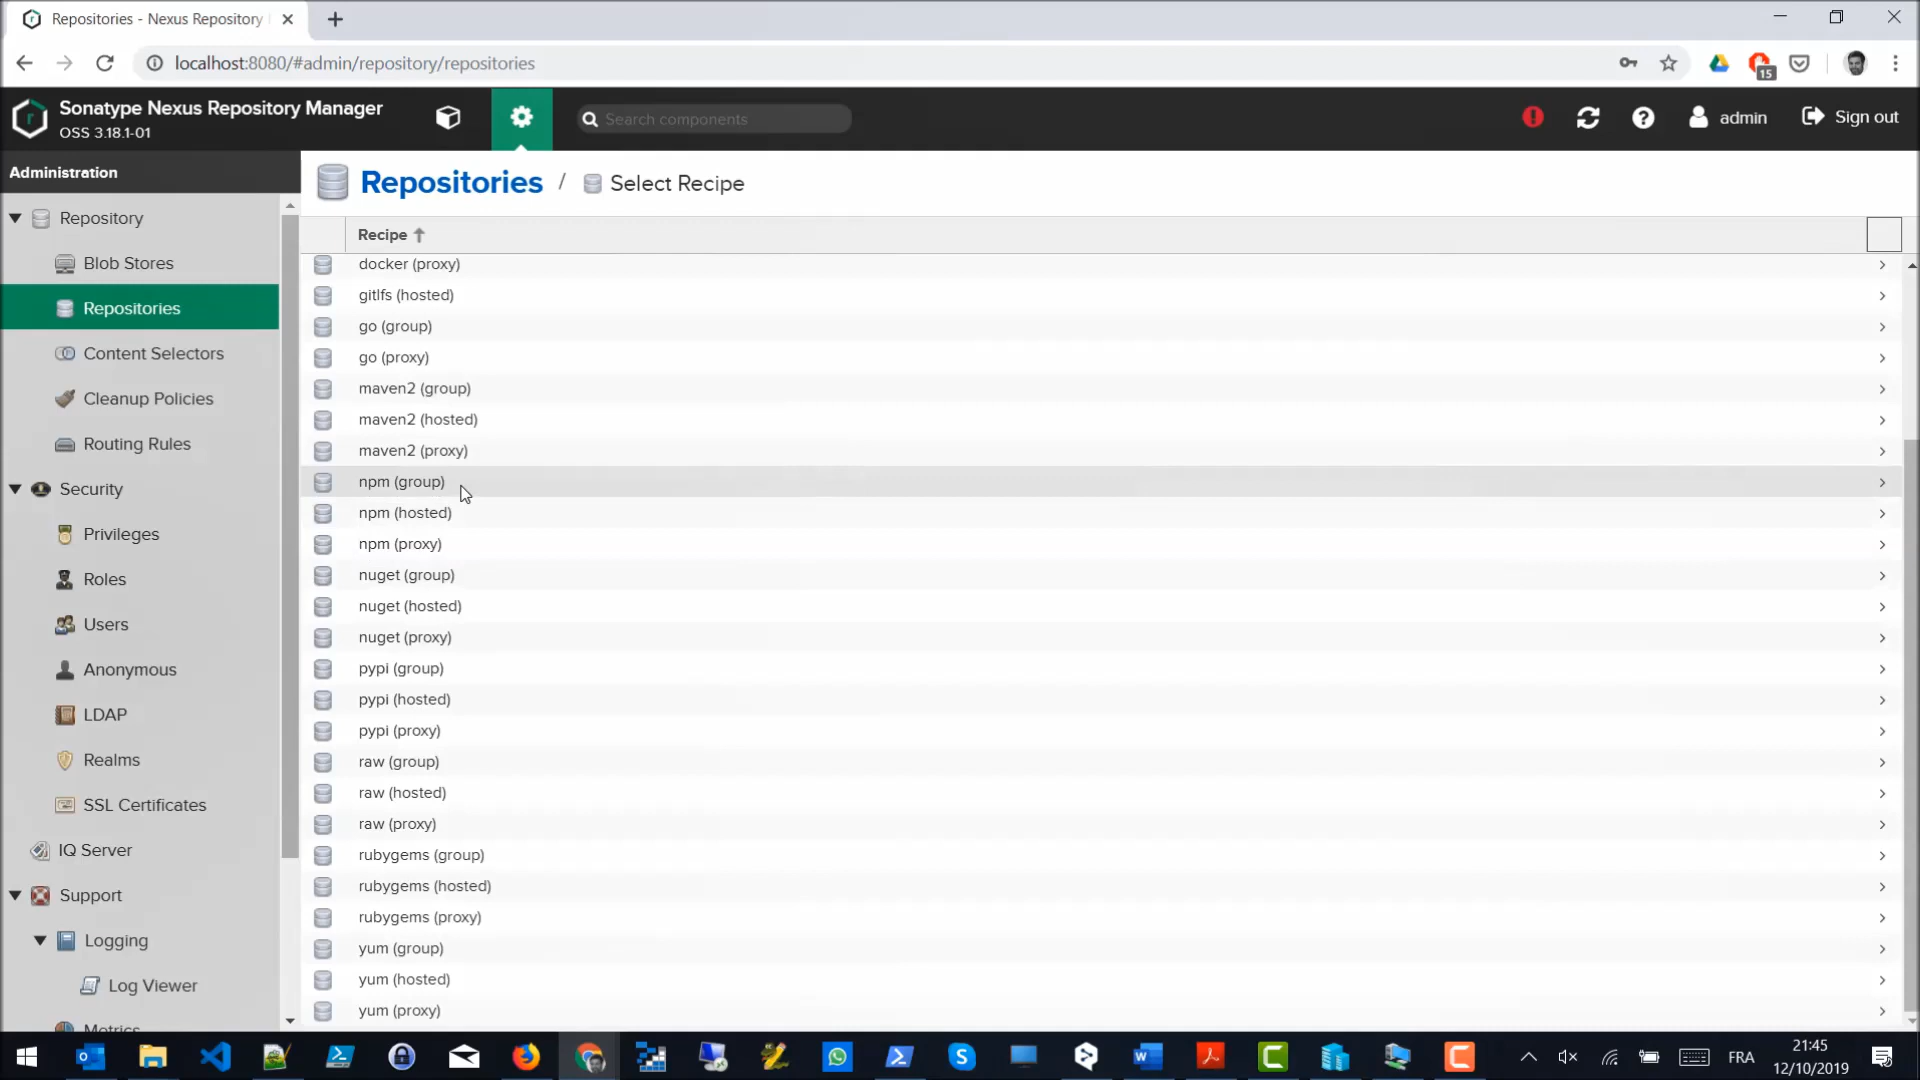 Repositories - Nexus Repository
localhost:8080/#admin/repository/repositories
15
Sonatype Nexus Repository Manager
OSS 3.18.1-01
Search components
admin
Sign out
Administration
Repositories / Select Recipe
Repository
Blob Stores
Repositories
Content Selectors
Cleanup Policies
Routing Rules
Security
Privileges
Roles
Users
Anonymous
LDAP
Realms
SSL Certificates
IQ Server
Support
Logging
Log Viewer
Metrics
Recipe
docker (proxy)
gitlfs (hosted)
go (group)
go (proxy)
maven2 (group)
maven2 (hosted)
maven2 (proxy)
npm (group)
npm (hosted)
npm (proxy)
nuget (group)
nuget (hosted)
nuget (proxy)
pypi (group)
pypi (hosted)
pypi (proxy)
raw (group)
raw (hosted)
raw (proxy)
rubygems (group)
rubygems (hosted)
rubygems (proxy)
yum (group)
yum (hosted)
yum (proxy)
FRA
21:45
12/10/2019